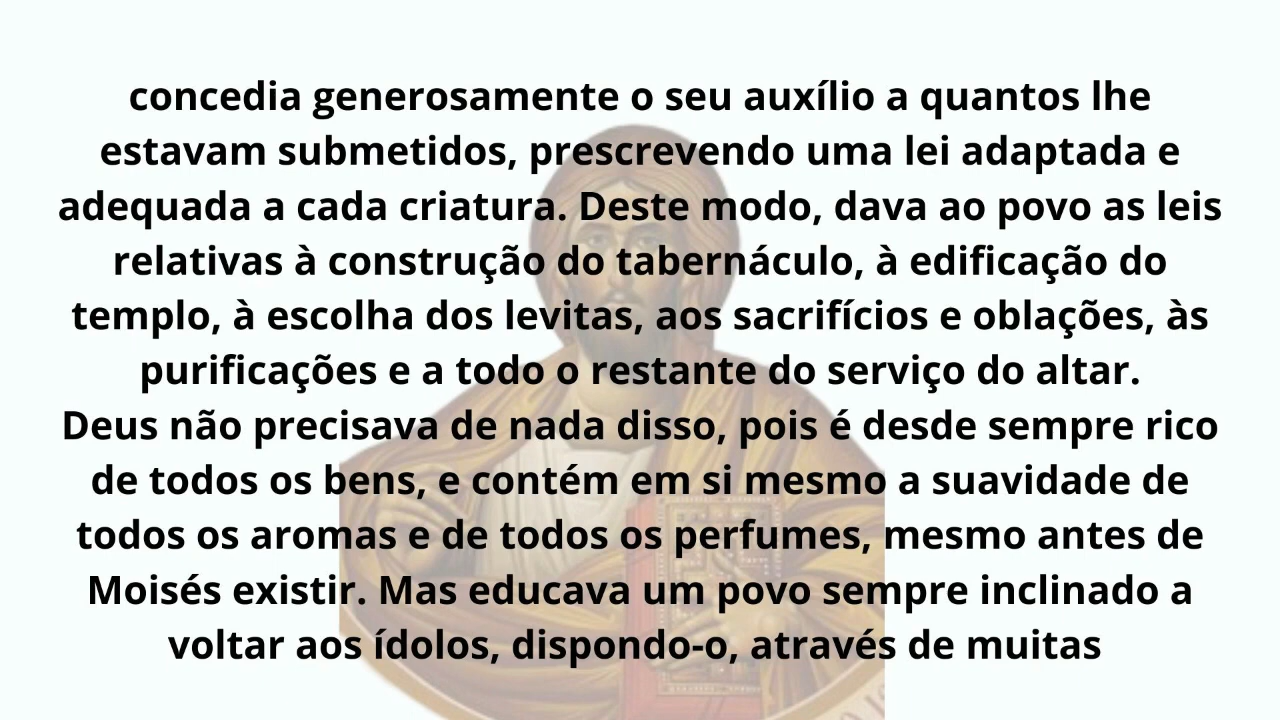 concedia generosamente o seu auxílio a quantos lhe
estavam submetidos, prescrevendo uma lei adaptada e
adequada a cada criatura. Deste modo, dava ao povo as leis
relativas à construção do tabernáculo, à edificação do
templo, à escolha dos levitas, aos sacrifícios e oblações, às
purificações e a todo o restante do serviço do altar.
Deus não precisava de nada disso, pois é desde sempre rico
de todos os bens, e contém em si mesmo a suavidade de
todos os aromas e de todos os perfumes, mesmo antes de
Moisés existir. Mas educava um povo sempre inclinado a
voltar aos ídolos, dispondo-o, através de muitas